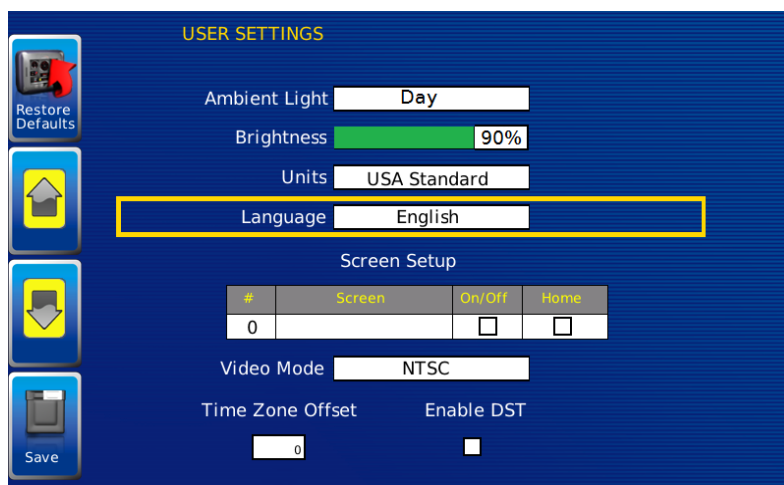 USER SETTINGS
Restore
Defaults
Ambient Light Day
Brightness 90%
Units USA Standard
Language English
Screen Setup
# Screen On/Off Home
0
Video Mode NTSC
Time Zone Offset Enable DST
0
Save